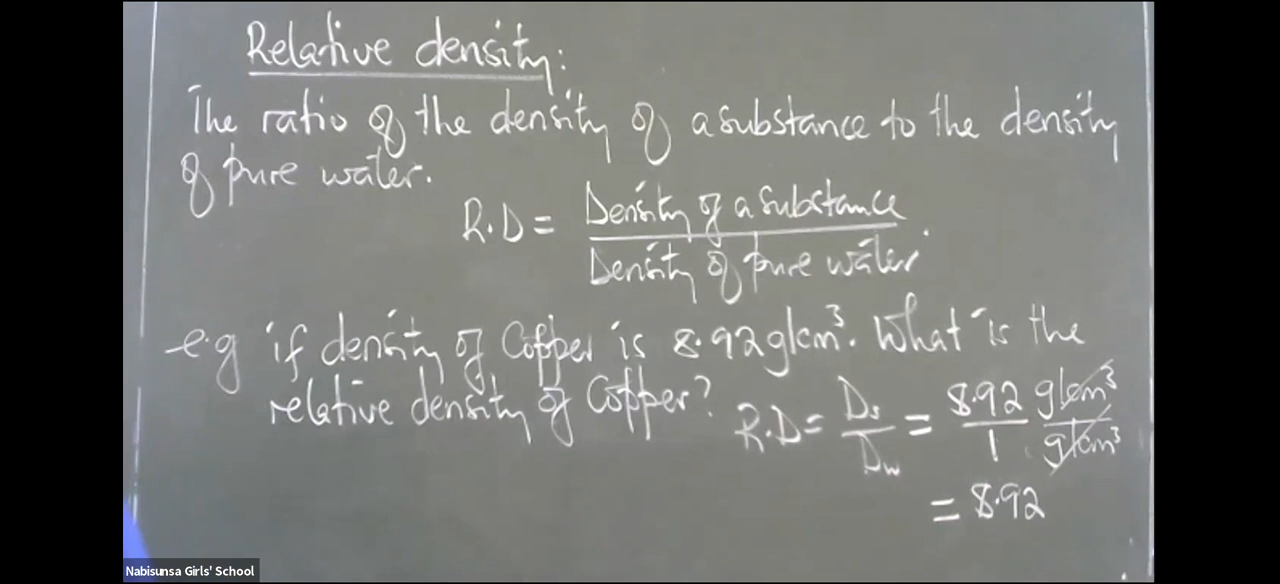 Relative density:
The ratio of the density of a substance to the density
of pure water.
R.D = Density of a substance
Density of pure water
e.g if density of Copper is 8.92g/cm³. What is the
relative density of Copper?
R.D = Ds/Dw = 8.92/1 g/cm³/g/cm³
= 8.92
Nabisunsa Girls' School